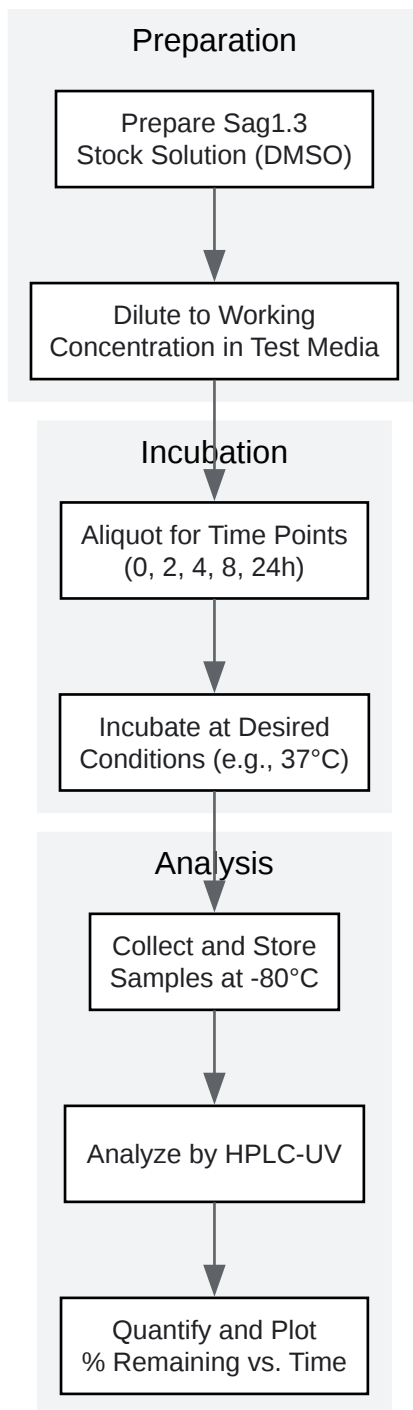 Preparation
Prepare Sag1.3
Stock Solution (DMSO)
Dilute to Working
Concentration in Test Media
Incubation
Aliquot for Time Points
(0, 2, 4, 8, 24h)
Incubate at Desired
Conditions (e.g., 37°C)
Analysis
Collect and Store
Samples at -80°C
Analyze by HPLC-UV
Quantify and Plot
% Remaining vs. Time